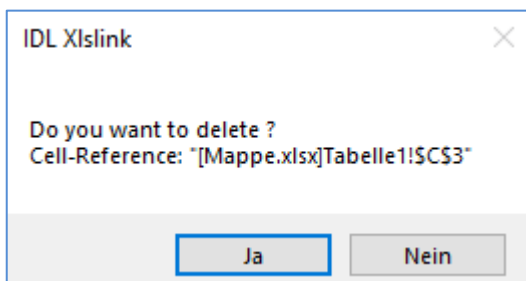 IDL Xlslink
Do you want to delete ?
Cell-Reference: "[Mappe.xlsx]Tabelle1!$C$3"
Ja
Nein